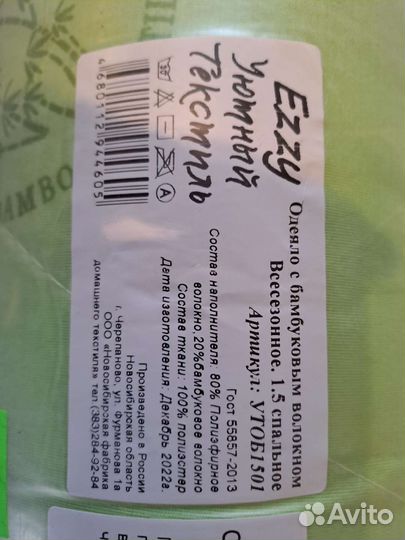 Ezzy
Уютный
Текстиль
Одеяло с бамбуковым волокном
Всесезонное, 1.5 спальное
Артикул: УТОБ1501
Гост 55857-2013
Состав наполнителя: 80% Полиэфирное
волокно,20%бамбуковое волокно
Состав ткани: 100% полиэстер
Дата изготовления. Декабрь 2022г.
4680112944605
Произведено в России
Новосибирская область
г. Черепаново, ул. Фурманова 1а
ООО «Новосибирская фабрика
домашнего текстиля» тел.(383)284-92-84
Avito